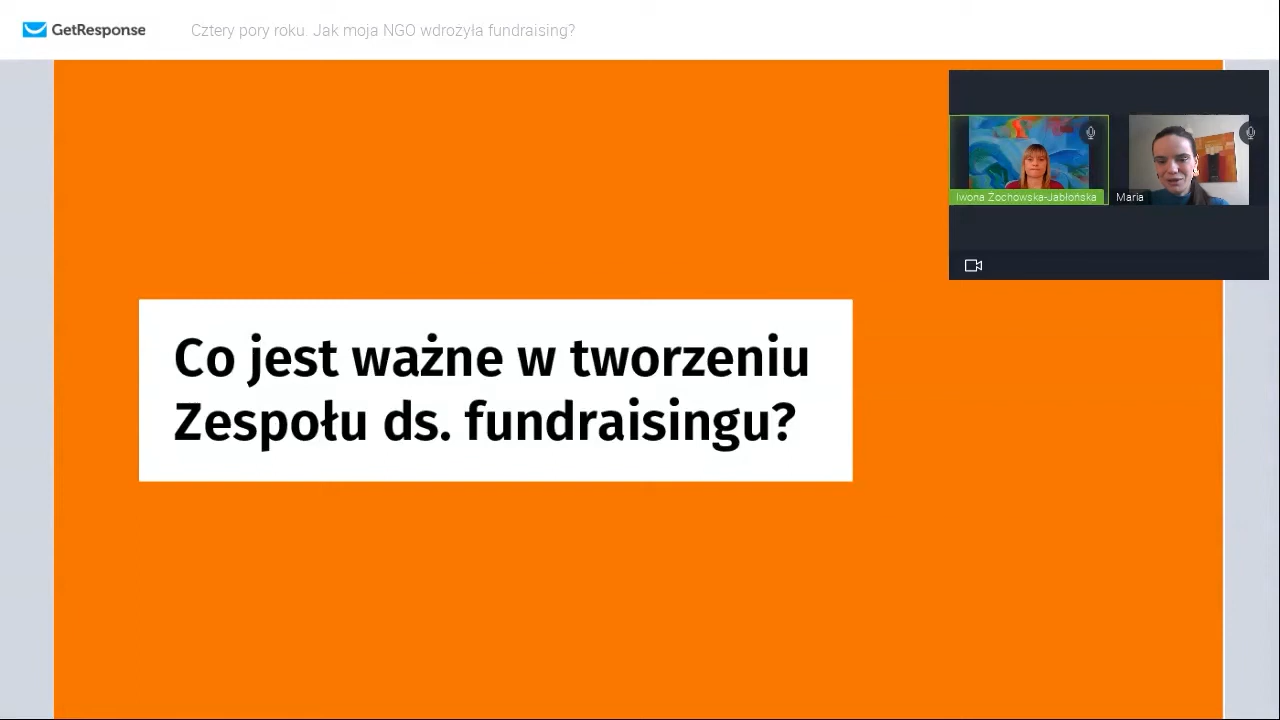 GetResponse
Cztery pory roku. Jak moja NGO wdrożyła fundraising?
Iwona Żochowska-Jabłońska
Maria
Co jest ważne w tworzeniu
Zespołu ds. fundraisingu?